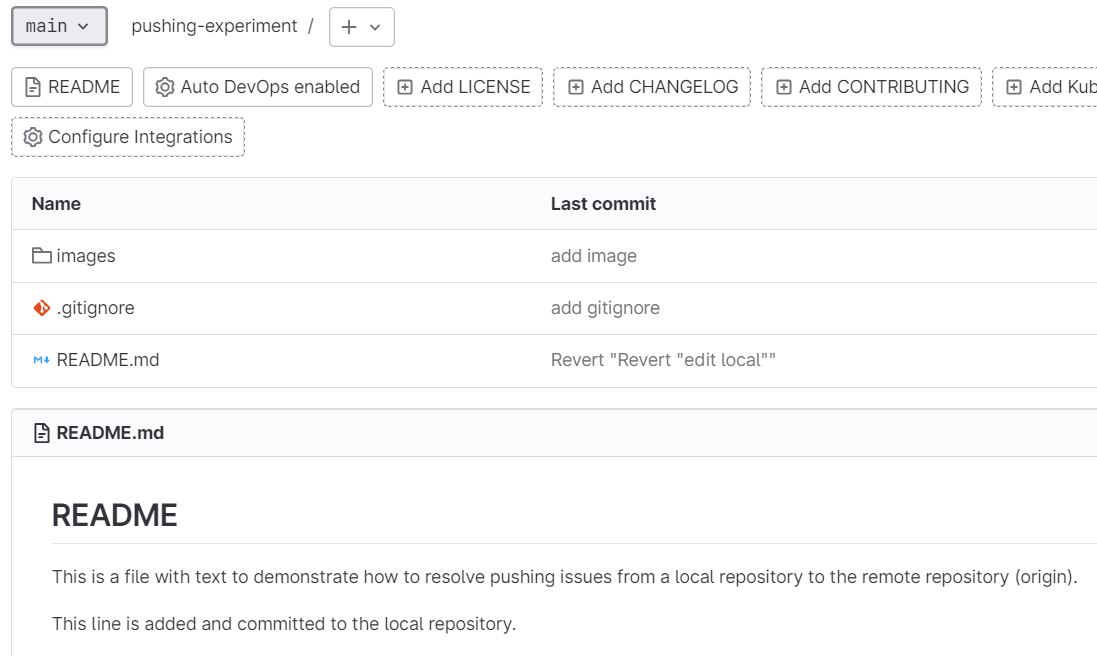 main
pushing-experiment /
README
Auto DevOps enabled
Add LICENSE
Add CHANGELOG
Add CONTRIBUTING
Add Kub
Configure Integrations
Name
Last commit
images
add image
.gitignore
add gitignore
README.md
Revert "Revert "edit local""
README.md
README
This is a file with text to demonstrate how to resolve pushing issues from a local repository to the remote repository (origin).
This line is added and committed to the local repository.